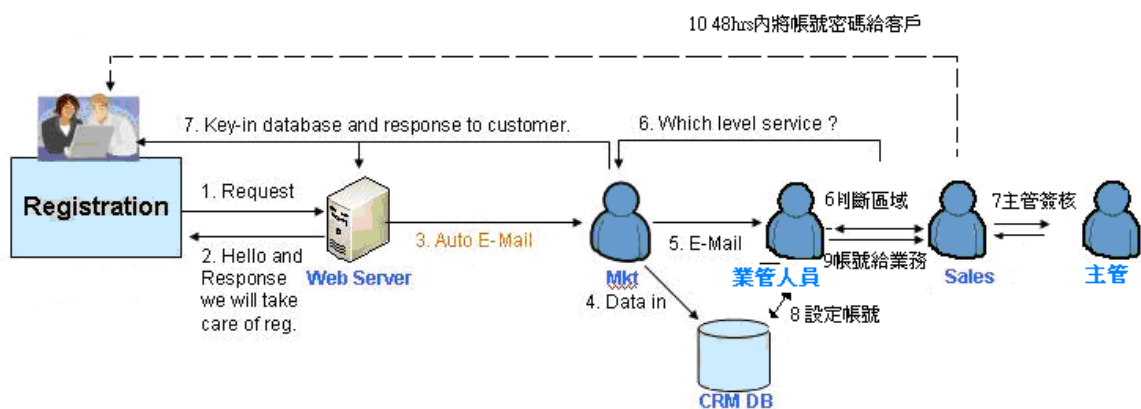 10 48hrs內將帳號密碼給客戶
7. Key-in database and response to customer.
6. Which level service ?
Registration
1. Request
2. Hello and
Response
we will take
care of reg.
Web Server
3. Auto E-Mail
Mkt
4. Data in
5. E-Mail
業管人員
6判斷區域
9帳號給業務
Sales
7主管簽核
主管
8 設定帳號
CRM DB